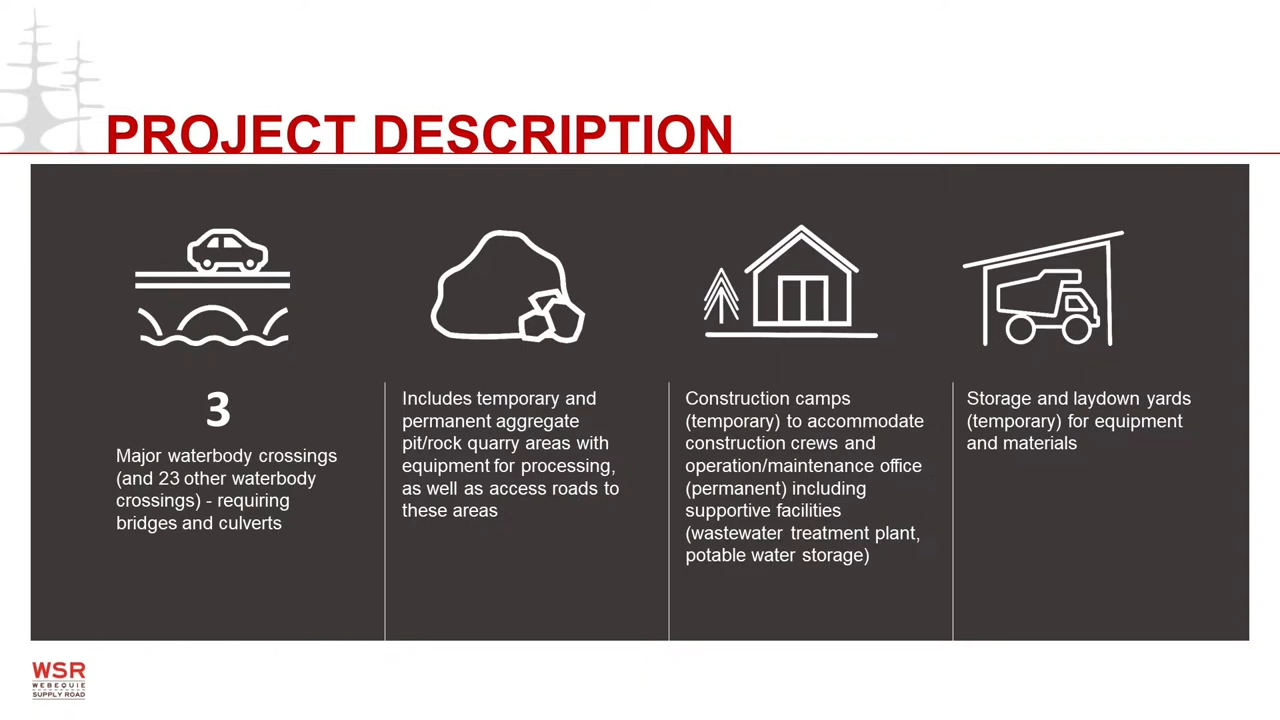 PROJECT DESCRIPTION
3
Major waterbody crossings
(and 23 other waterbody
crossings) - requiring
bridges and culverts
Includes temporary and
permanent aggregate
pit/rock quarry areas with
equipment for processing,
as well as access roads to
these areas
Construction camps
(temporary) to accommodate
construction crews and
operation/maintenance office
(permanent) including
supportive facilities
(wastewater treatment plant,
potable water storage)
Storage and laydown yards
(temporary) for equipment
and materials
WSR
WEBEQUIE
SUPPLY ROAD